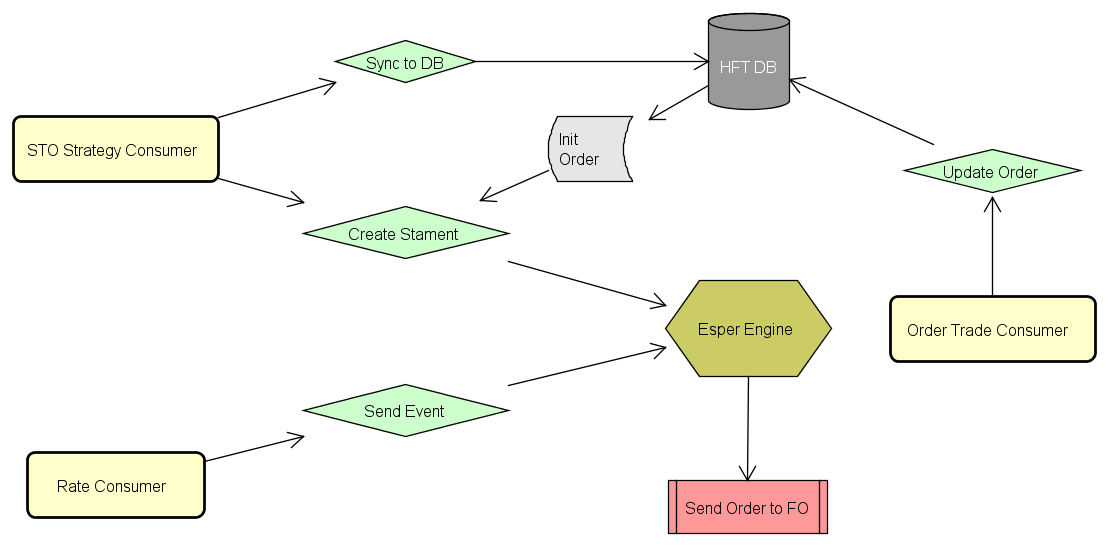 Sync to DB
HFT DB
STO Strategy Consumer
Init
Order
Update Order
Create Stament
Esper Engine
Order Trade Consumer
Send Event
Rate Consumer
Send Order to FO